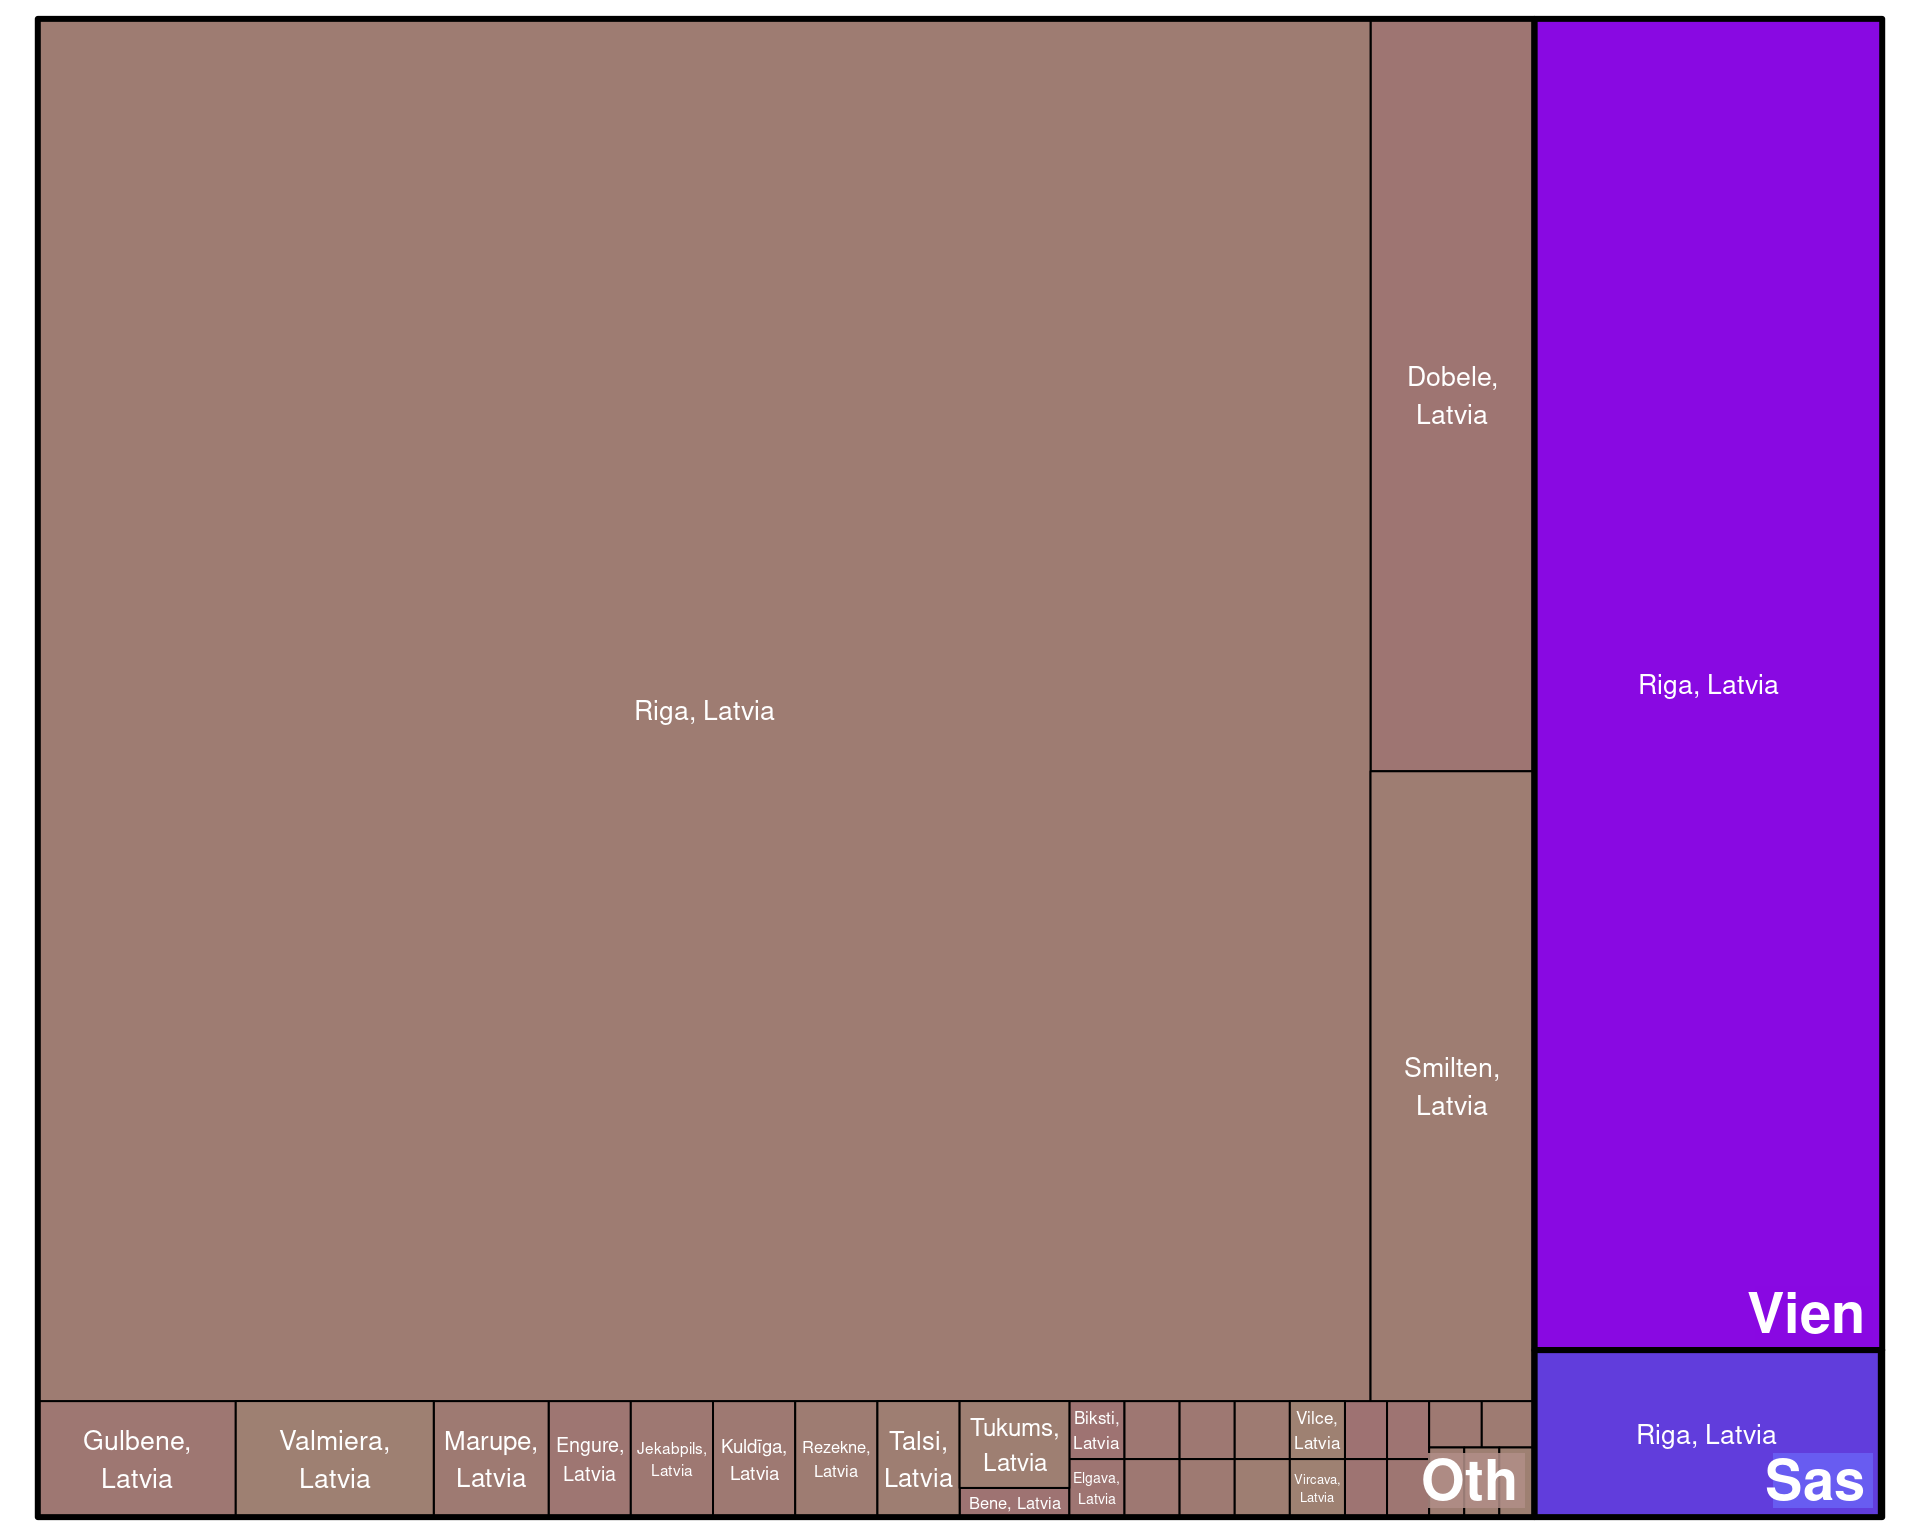 Riga, Latvia
Dobele,
Latvia
Smilten,
Latvia
Riga, Latvia
Vien
Gulbene,
Latvia
Valmiera,
Latvia
Marupe,
Latvia
Engure,
Latvia
Jekabpils,
Latvia
Kuldīga,
Latvia
Rezekne,
Latvia
Talsi,
Latvia
Tukums,
Latvia
Bene, Latvia
Biksti,
Latvia
Elgava,
Latvia
Vilce,
Latvia
Vircava,
Latvia
Oth
Riga, Latvia
Sas